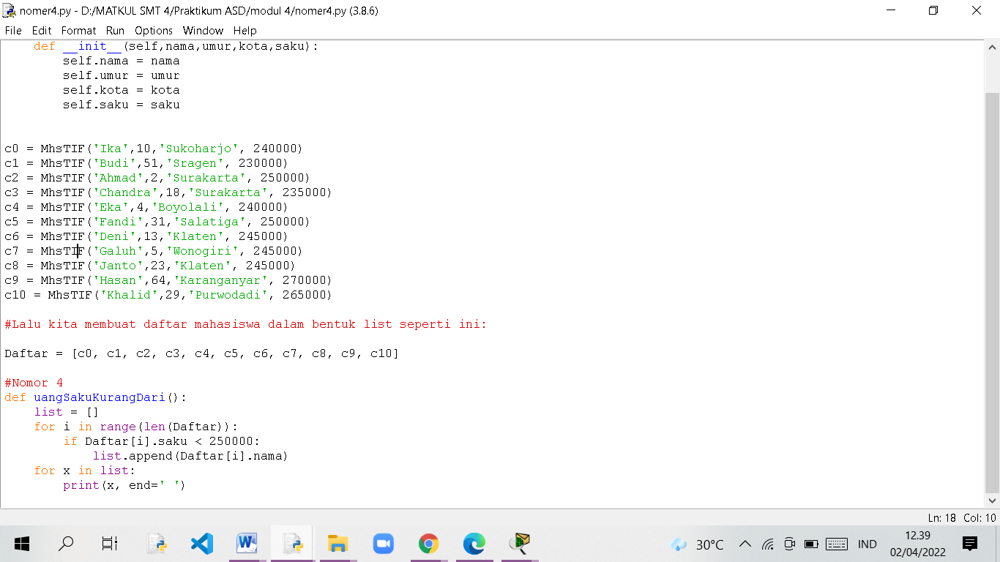 nomer4.py - D:/MATKUL SMT 4/Praktikum ASD/modul 4/nomer4.py (3.8.6)
File Edit Format Run Options Window Help
    def __init__(self,nama,umur,kota,saku):
        self.nama = nama
        self.umur = umur
        self.kota = kota
        self.saku = saku
c0 = MhsTIF('Ika',10,'Sukoharjo', 240000)
c1 = MhsTIF('Budi',51,'Sragen', 230000)
c2 = MhsTIF('Ahmad',2,'Surakarta', 250000)
c3 = MhsTIF('Chandra',18,'Surakarta', 235000)
c4 = MhsTIF('Eka',4,'Boyolali', 240000)
c5 = MhsTIF('Fandi',31,'Salatiga', 250000)
c6 = MhsTIF('Deni',13,'Klaten', 245000)
c7 = MhsTIF('Galuh',5,'Wonogiri', 245000)
c8 = MhsTIF('Janto',23,'Klaten', 245000)
c9 = MhsTIF('Hasan',64,'Karanganyar', 270000)
c10 = MhsTIF('Khalid',29,'Purwodadi', 265000)
#Lalu kita membuat daftar mahasiswa dalam bentuk list seperti ini:
Daftar = [c0, c1, c2, c3, c4, c5, c6, c7, c8, c9, c10]
#Nomor 4
def uangSakuKurangDari():
    list = []
    for i in range(len(Daftar)):
        if Daftar[i].saku < 250000:
            list.append(Daftar[i].nama)
    for x in list:
        print(x, end=' ')
Ln: 18 Col: 10
30°C
IND
12.39
02/04/2022